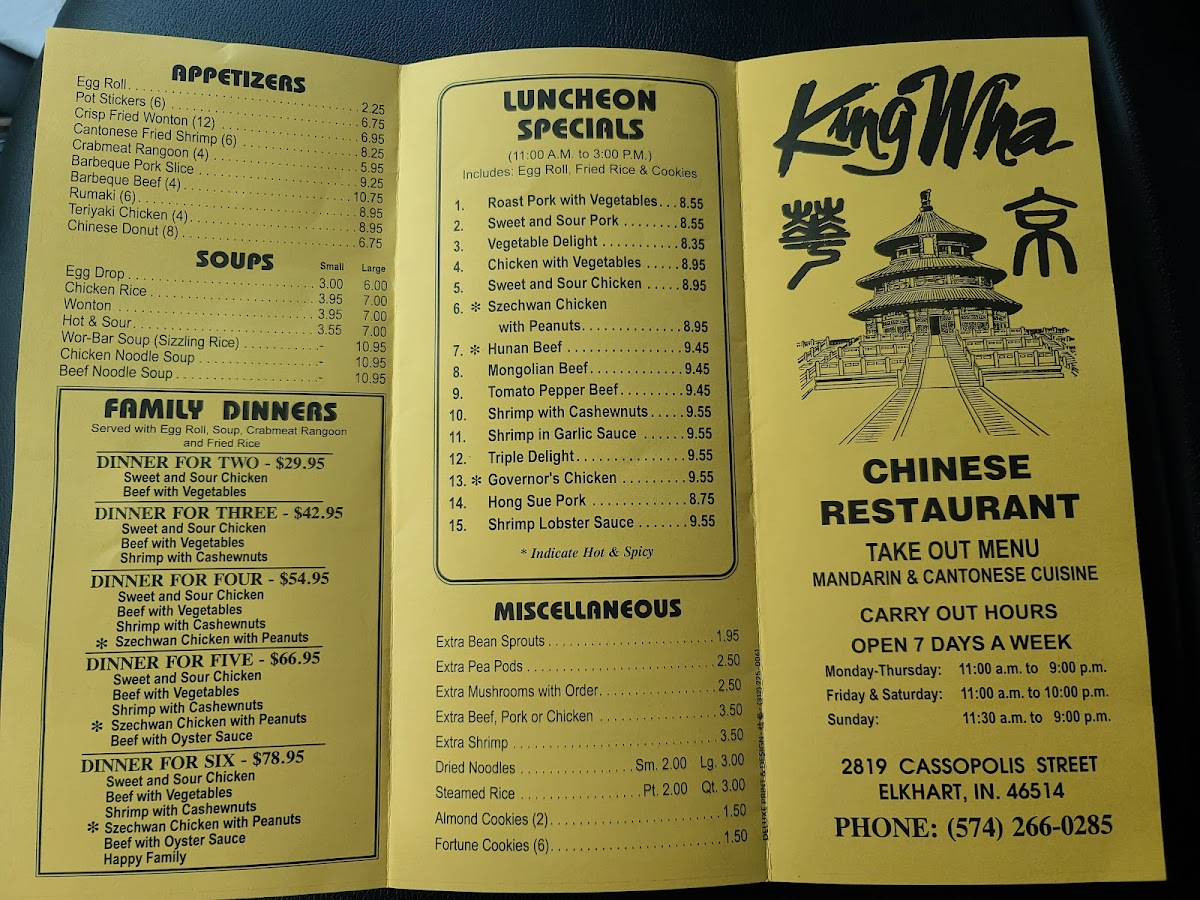 APPETIZERS
Egg Roll 2.25
Pot Stickers (6) 6.75
Crisp Fried Wonton (12) 6.95
Cantonese Fried Shrimp (6) 8.25
Crabmeat Rangoon (4) 5.95
Barbeque Pork Slice 9.25
Barbeque Beef (4) 10.75
Rumaki (6) 8.95
Teriyaki Chicken (4) 8.95
Chinese Donut (8) 6.75
SOUPS Small Large
Egg Drop 3.00 6.00
Chicken Rice 3.95 7.00
Wonton 3.95 7.00
Hot & Sour 3.55 7.00
Wor-Bar Soup (Sizzling Rice) - 10.95
Chicken Noodle Soup - 10.95
Beef Noodle Soup - 10.95
FAMILY DINNERS
Served with Egg Roll, Soup, Crabmeat Rangoon
and Fried Rice
DINNER FOR TWO - $29.95
Sweet and Sour Chicken
Beef with Vegetables
DINNER FOR THREE - $42.95
Sweet and Sour Chicken
Beef with Vegetables
Shrimp with Cashewnuts
DINNER FOR FOUR - $54.95
Sweet and Sour Chicken
Beef with Vegetables
Shrimp with Cashewnuts
* Szechwan Chicken with Peanuts
DINNER FOR FIVE - $66.95
Sweet and Sour Chicken
Beef with Vegetables
Shrimp with Cashewnuts
* Szechwan Chicken with Peanuts
Beef with Oyster Sauce
DINNER FOR SIX - $78.95
Sweet and Sour Chicken
Beef with Vegetables
Shrimp with Cashewnuts
* Szechwan Chicken with Peanuts
Beef with Oyster Sauce
Happy Family
LUNCHEON
SPECIALS
(11:00 A.M. to 3:00 P.M.)
Includes: Egg Roll, Fried Rice & Cookies
1. Roast Pork with Vegetables 8.55
2. Sweet and Sour Pork 8.55
3. Vegetable Delight 8.35
4. Chicken with Vegetables 8.95
5. Sweet and Sour Chicken 8.95
6. * Szechwan Chicken
with Peanuts 8.95
7. * Hunan Beef 9.45
8. Mongolian Beef 9.45
9. Tomato Pepper Beef 9.45
10. Shrimp with Cashewnuts 9.55
11. Shrimp in Garlic Sauce 9.55
12. Triple Delight 9.55
13. * Governor's Chicken 9.55
14. Hong Sue Pork 8.75
15. Shrimp Lobster Sauce 9.55
* Indicate Hot & Spicy
MISCELLANEOUS
Extra Bean Sprouts 1.95
Extra Pea Pods 2.50
Extra Mushrooms with Order 2.50
Extra Beef, Pork or Chicken 3.50
Extra Shrimp 3.50
Dried Noodles Sm. 2.00 Lg. 3.00
Steamed Rice Pt. 2.00 Qt. 3.00
Almond Cookies (2) 1.50
Fortune Cookies (6) 1.50
DELUXE PRINT & DESIGN (312) 225-0061
King Wha
華 京
CHINESE
RESTAURANT
TAKE OUT MENU
MANDARIN & CANTONESE CUISINE
CARRY OUT HOURS
OPEN 7 DAYS A WEEK
Monday-Thursday: 11:00 a.m. to 9:00 p.m.
Friday & Saturday: 11:00 a.m. to 10:00 p.m.
Sunday: 11:30 a.m. to 9:00 p.m.
2819 CASSOPOLIS STREET
ELKHART, IN. 46514
PHONE: (574) 266-0285